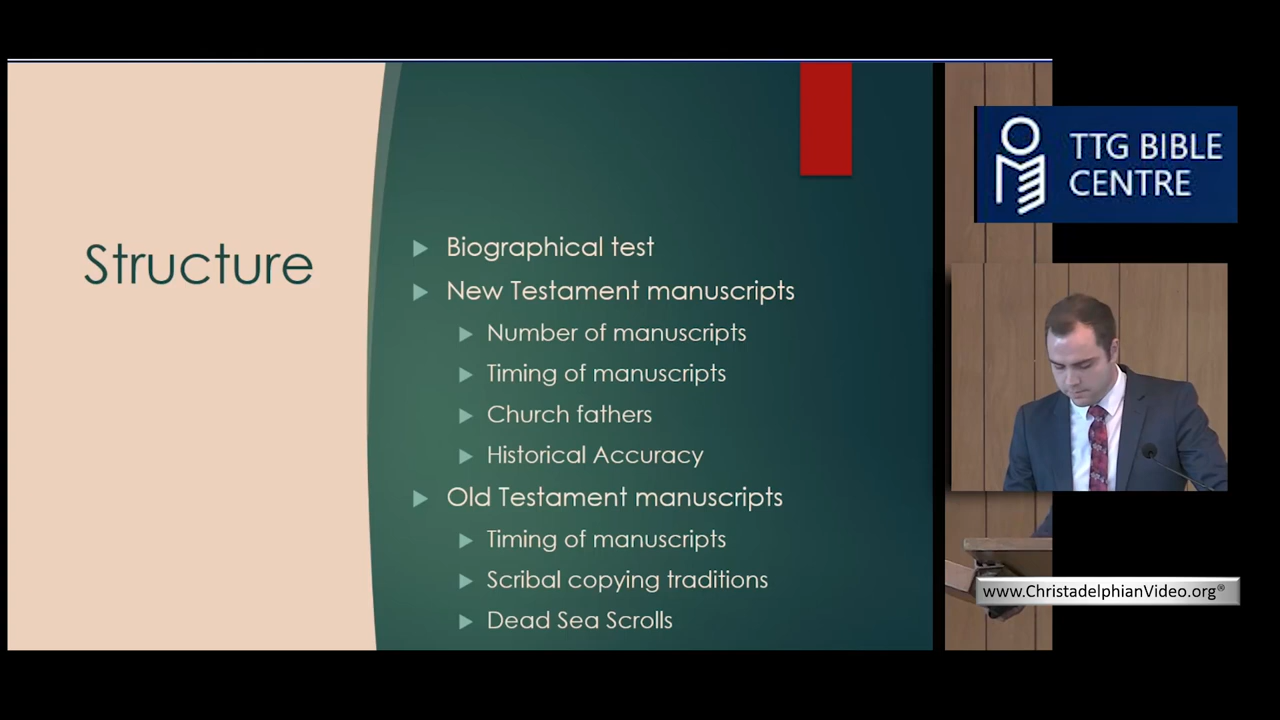 Structure
Biographical test
New Testament manuscripts
Number of manuscripts
Timing of manuscripts
Church fathers
Historical Accuracy
Old Testament manuscripts
Timing of manuscripts
Scribal copying traditions
Dead Sea Scrolls
TTG BIBLE
CENTRE
www.ChristadelphianVideo.org®